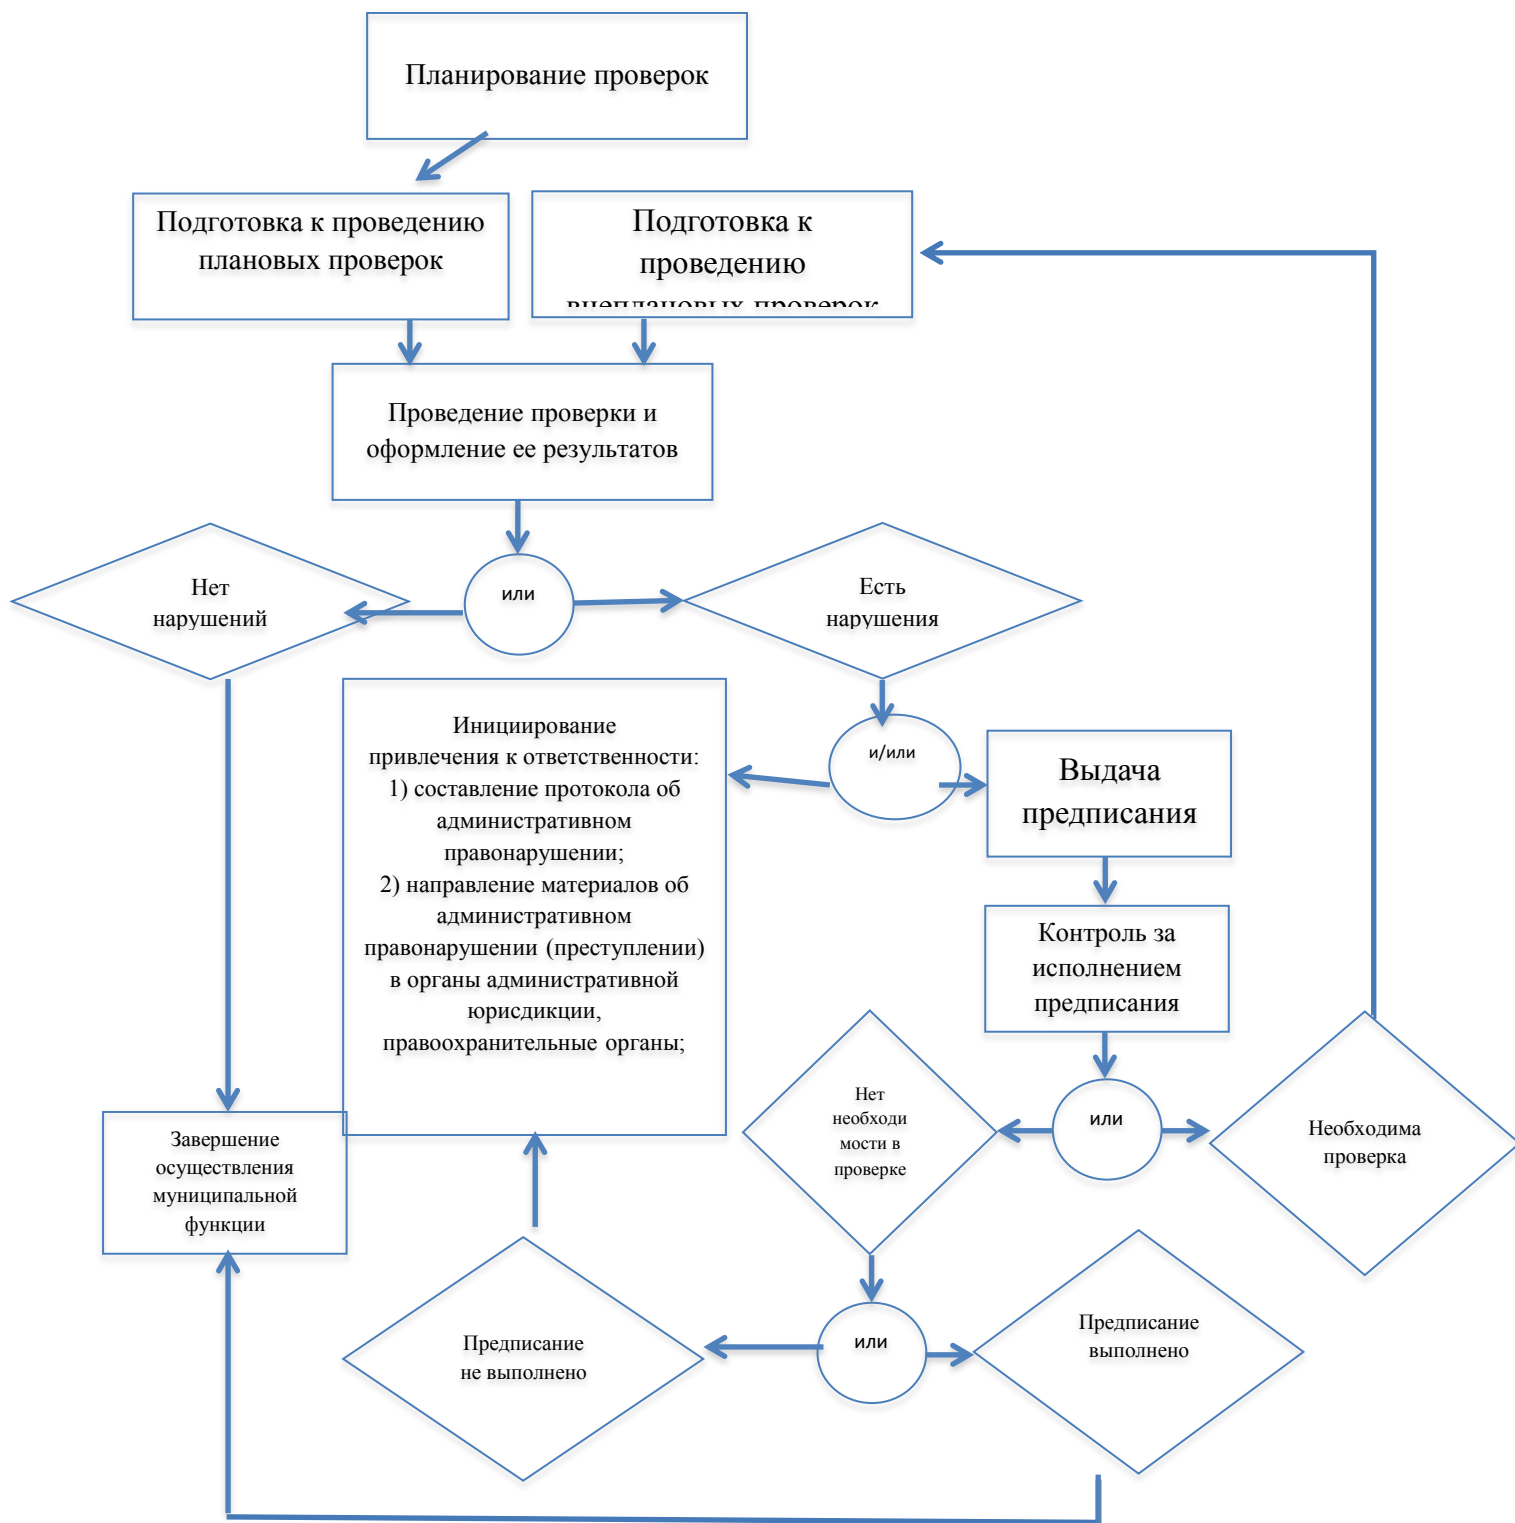 Планирование проверок
Подготовка к проведению
плановых проверок
Подготовка к
проведению
внеплановых проверок
Проведение проверки и
оформление ее результатов
Нет
нарушений
или
Есть
нарушения
Инициирование
привлечения к ответственности:
1) составление протокола об
административном
правонарушении;
2) направление материалов об
административном
правонарушении (преступлении)
в органы административной
юрисдикции,
правоохранительные органы;
и/или
Выдача
предписания
Контроль за
исполнением
предписания
Нет
необходи
мости в
проверке
или
Необходима
проверка
Завершение
осуществления
муниципальной
функции
Предписание
не выполнено
или
Предписание
выполнено